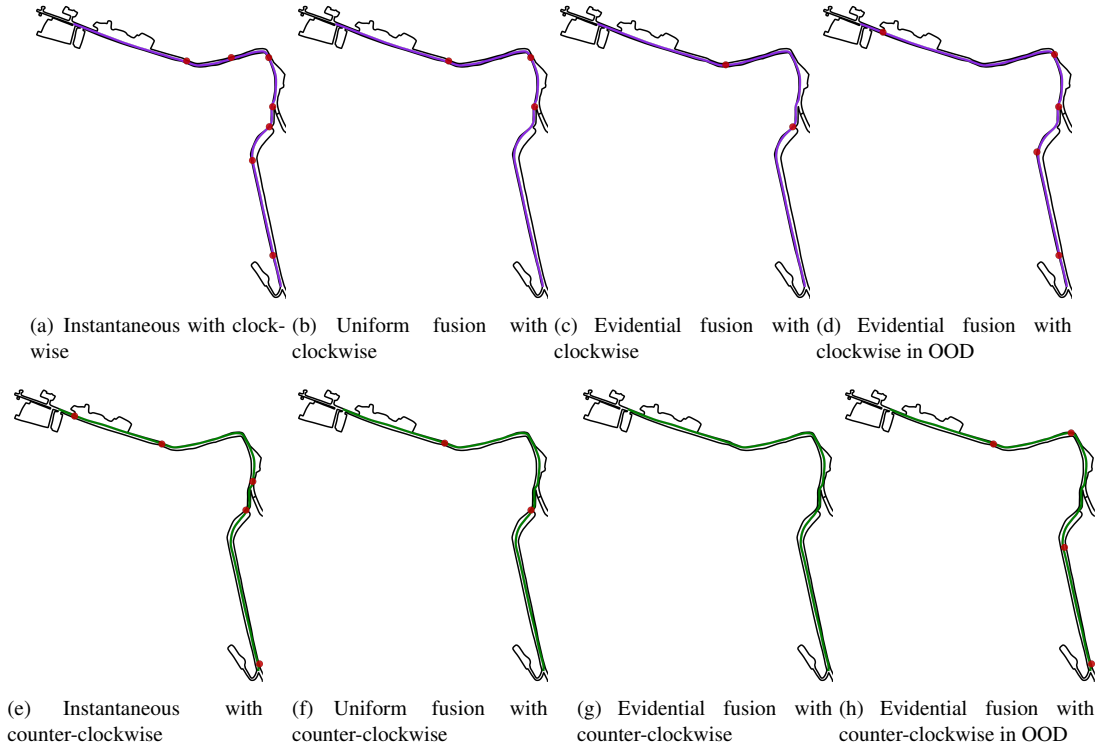 (a) Instantaneous with clock-
wise
(b) Uniform fusion with
clockwise
(c) Evidential fusion with
clockwise
(d) Evidential fusion with
clockwise in OOD
(e) Instantaneous with
counter-clockwise
(f) Uniform fusion with
counter-clockwise
(g) Evidential fusion with
counter-clockwise
(h) Evidential fusion with
counter-clockwise in OOD